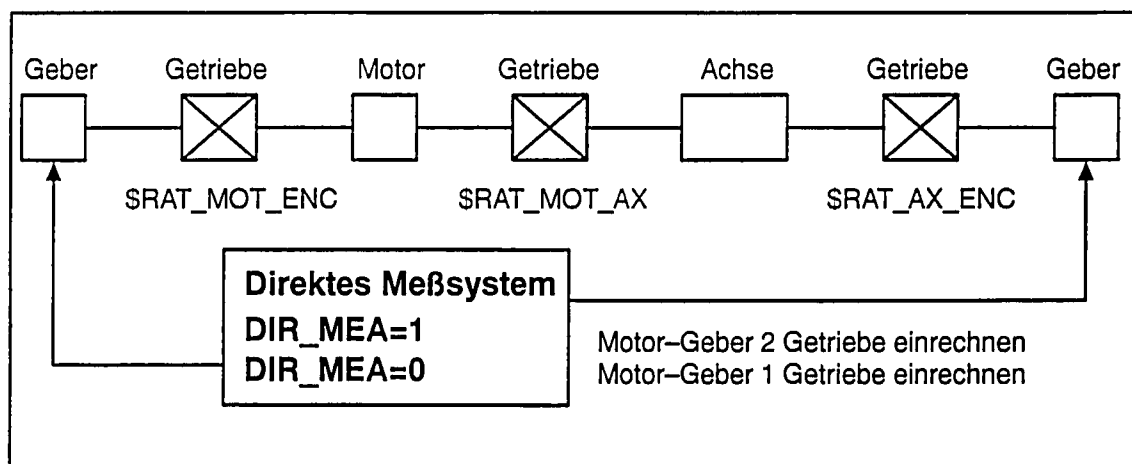 Geber Getriebe Motor Getriebe Achse Getriebe Geber
$RAT_MOT_ENC $RAT_MOT_AX $RAT_AX_ENC
Direktes Meßsystem
DIR_MEA=1
DIR_MEA=0
Motor–Geber 2 Getriebe einrechnen
Motor–Geber 1 Getriebe einrechnen